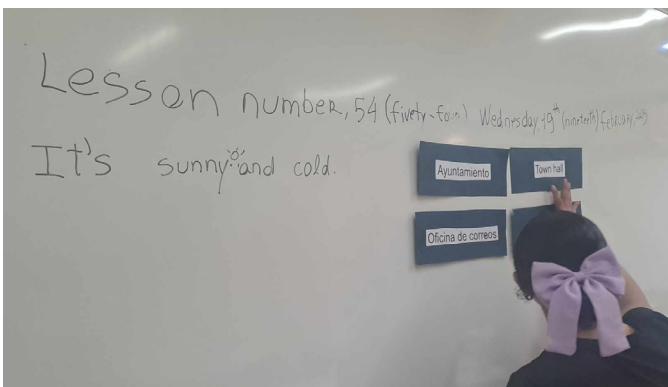 Lesson number, 54 (fivety-four) Wednesday, 19th (nineteenth) february,
It's sunny and cold.
Ayuntamiento
Town hall
Oficina de correos